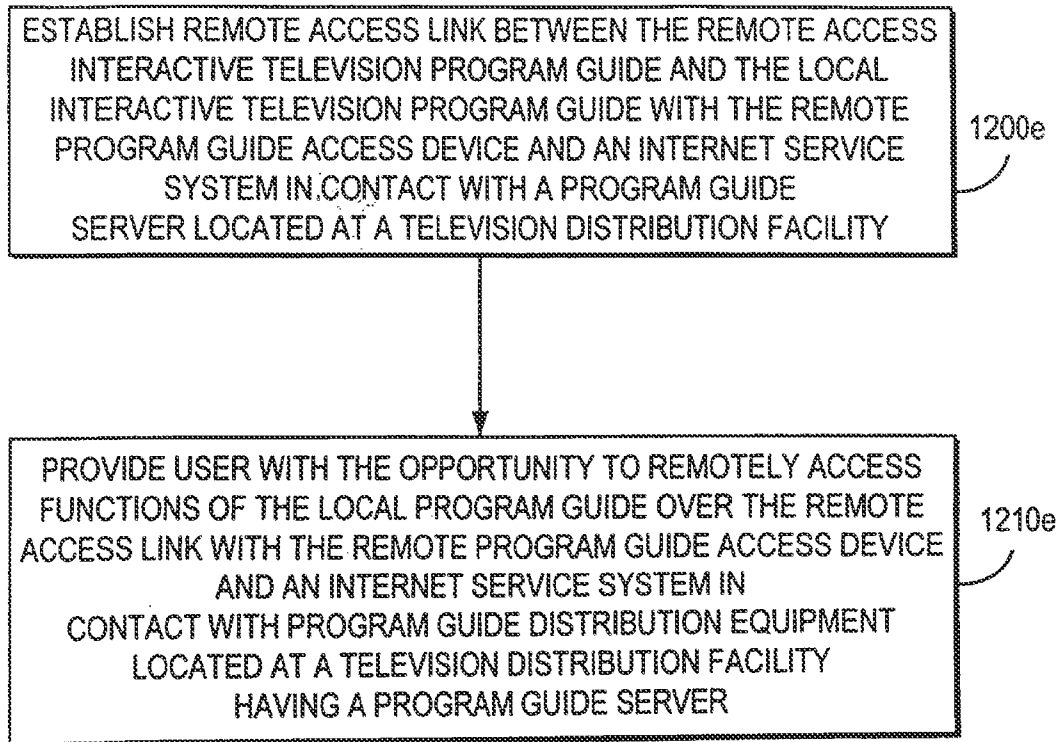 ESTABLISH REMOTE ACCESS LINK BETWEEN THE REMOTE ACCESS
INTERACTIVE TELEVISION PROGRAM GUIDE AND THE LOCAL
INTERACTIVE TELEVISION PROGRAM GUIDE WITH THE REMOTE
PROGRAM GUIDE ACCESS DEVICE AND AN INTERNET SERVICE
SYSTEM IN CONTACT WITH A PROGRAM GUIDE
SERVER LOCATED AT A TELEVISION DISTRIBUTION FACILITY
1200e
PROVIDE USER WITH THE OPPORTUNITY TO REMOTELY ACCESS
FUNCTIONS OF THE LOCAL PROGRAM GUIDE OVER THE REMOTE
ACCESS LINK WITH THE REMOTE PROGRAM GUIDE ACCESS DEVICE
AND AN INTERNET SERVICE SYSTEM IN
CONTACT WITH PROGRAM GUIDE DISTRIBUTION EQUIPMENT
LOCATED AT A TELEVISION DISTRIBUTION FACILITY
HAVING A PROGRAM GUIDE SERVER
1210e